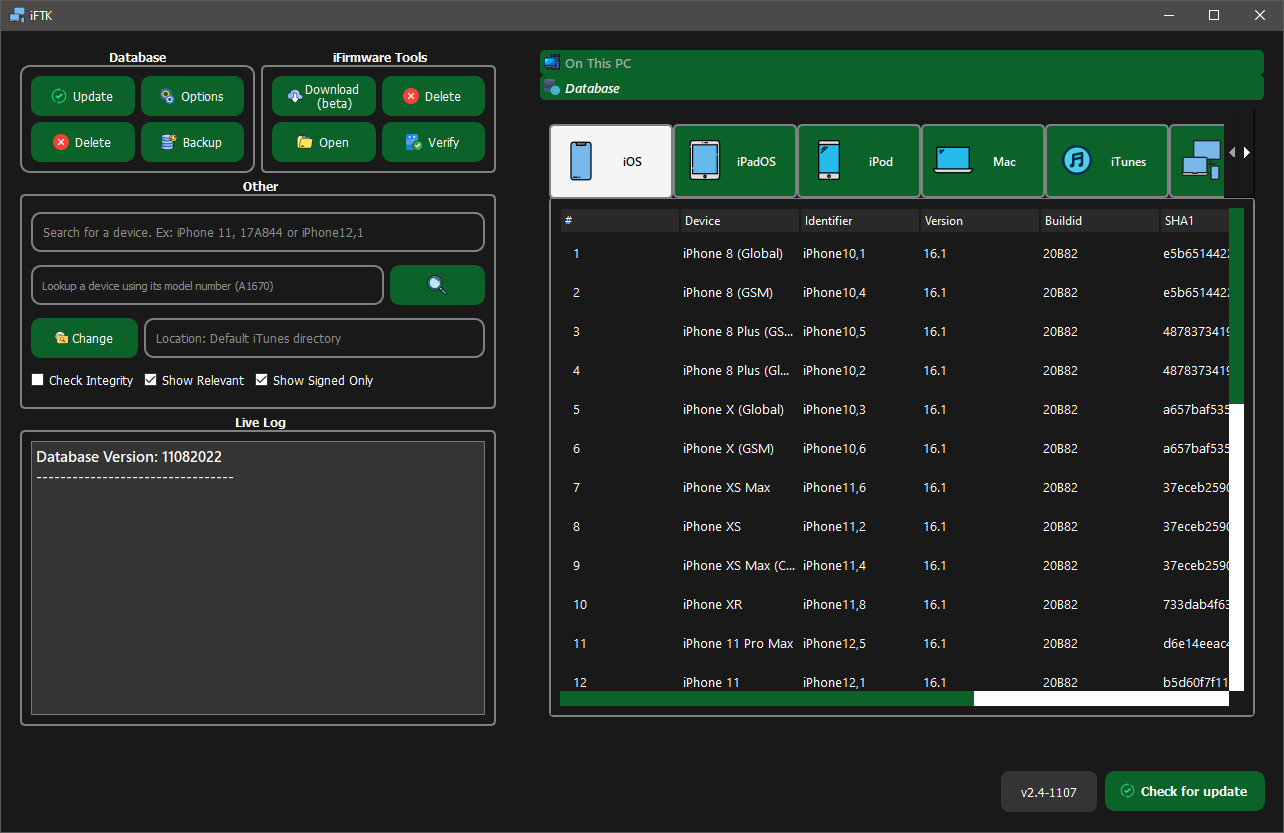 iFTK
Database
iFirmware Tools
Update
Options
Download
(beta)
Delete
Delete
Backup
Open
Verify
Other
Search for a device. Ex: iPhone 11, 17A844 or iPhone12,1
Lookup a device using its model number (A1670)
Change
Location: Default iTunes directory
Check Integrity
Show Relevant
Show Signed Only
Live Log
Database Version: 11082022
---------------------------------
On This PC
Database
iOS
iPadOS
iPod
Mac
iTunes
# Device Identifier Version Buildid SHA1
1 iPhone 8 (Global) iPhone10,1 16.1 20B82 e5b6514422
2 iPhone 8 (GSM) iPhone10,4 16.1 20B82 e5b6514422
3 iPhone 8 Plus (GS... iPhone10,5 16.1 20B82 4878373419
4 iPhone 8 Plus (Gl... iPhone10,2 16.1 20B82 4878373419
5 iPhone X (Global) iPhone10,3 16.1 20B82 a657baf535
6 iPhone X (GSM) iPhone10,6 16.1 20B82 a657baf535
7 iPhone XS Max iPhone11,6 16.1 20B82 37eceb2590
8 iPhone XS iPhone11,2 16.1 20B82 37eceb2590
9 iPhone XS Max (C... iPhone11,4 16.1 20B82 37eceb2590
10 iPhone XR iPhone11,8 16.1 20B82 733dab4f63
11 iPhone 11 Pro Max iPhone12,5 16.1 20B82 d6e14eeac4
12 iPhone 11 iPhone12,1 16.1 20B82 b5d60f7f11
v2.4-1107
Check for update